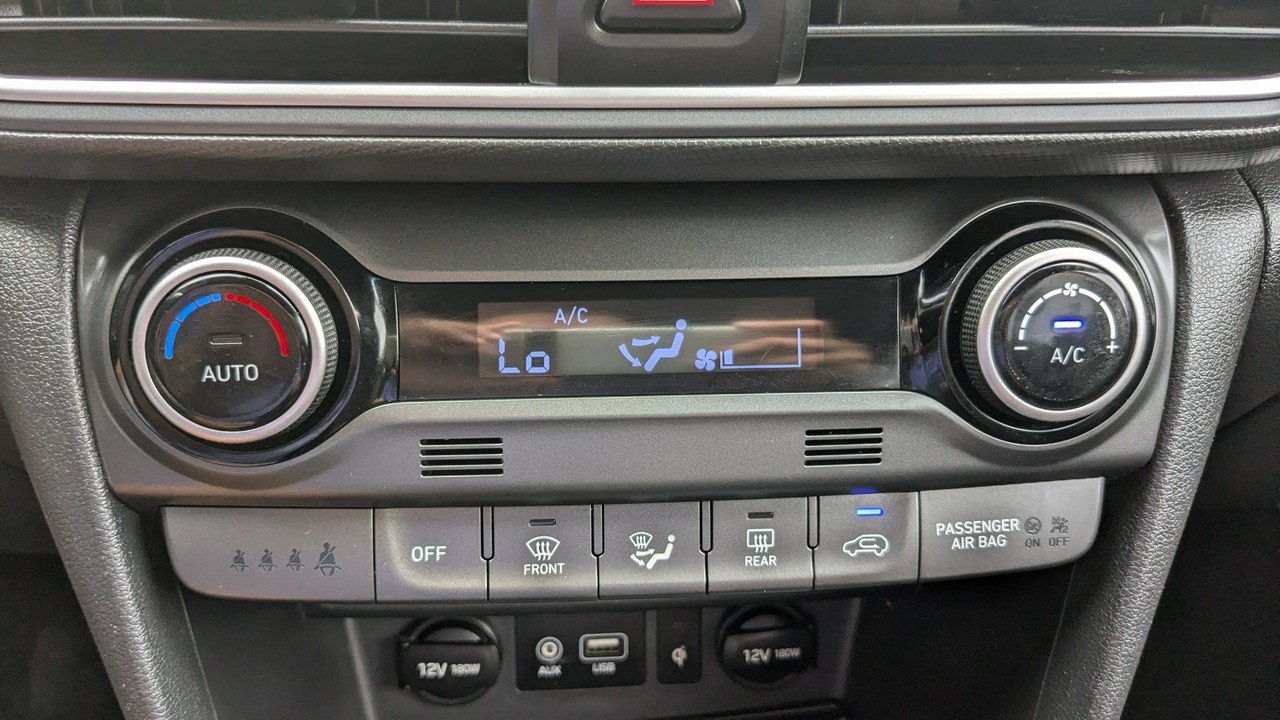 A/C
Lo
AUTO
A/C
- +
OFF
FRONT
REAR
PASSENGER
AIR BAG
ON OFF
12V 180W
AUX
USB
12V 180W